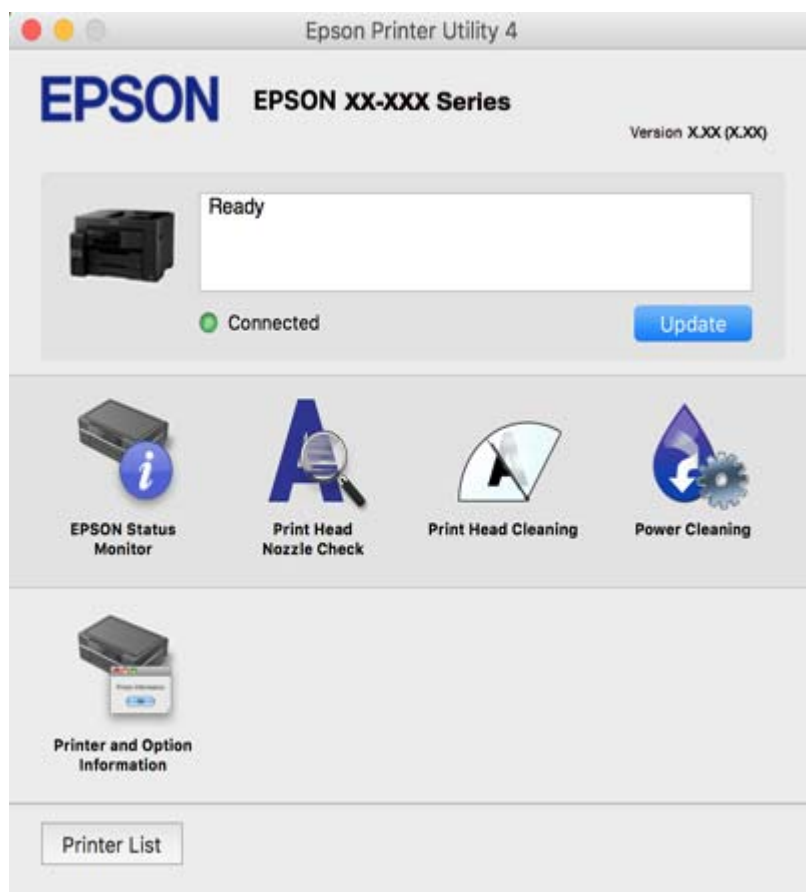 Epson Printer Utility 4
EPSON
EPSON XX-XXX Series
Version X.XX (X.XX)
Ready
Connected
Update
EPSON Status
Monitor
Print Head
Nozzle Check
Print Head Cleaning
Power Cleaning
Printer and Option
Information
Printer List